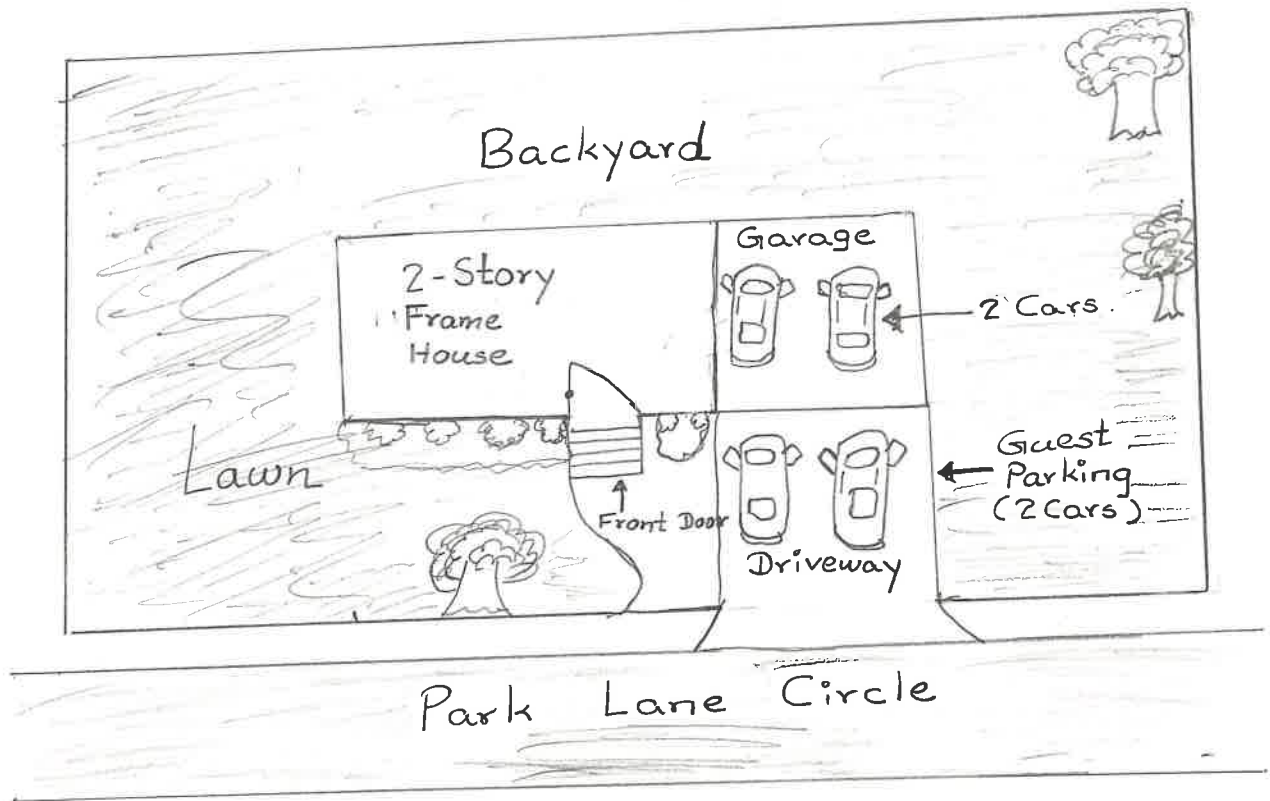 Backyard
Garage
2-Story
Frame
House
2 Cars.
Lawn
Front Door
Guest
Parking
(2 Cars)
Driveway
Park Lane Circle